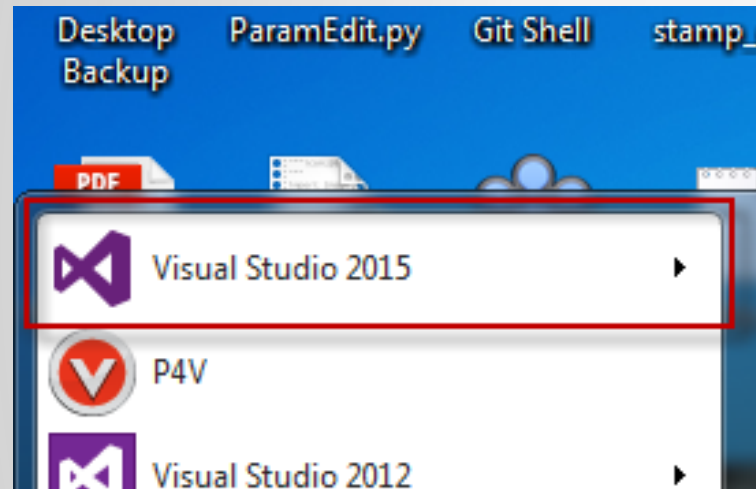 Desktop
Backup
ParamEdit.py
Git Shell
stamp_
PDF
Visual Studio 2015
P4V
Visual Studio 2012